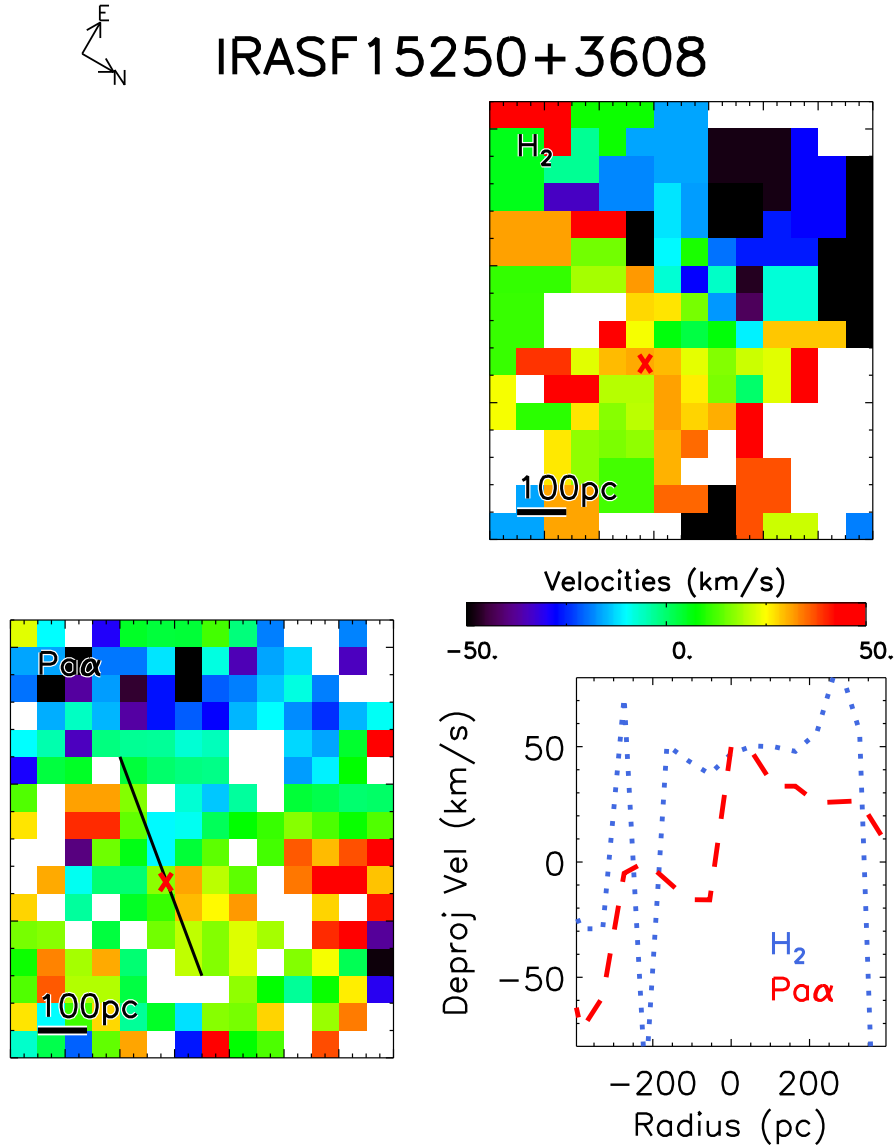 E
N
IRASF15250+3608
H₂
100pc
Velocities (km/s)
-50. 0. 50.
Paα
100pc
Deproj Vel (km/s)
50
0
−50
H₂
Paα
−200 0 200
Radius (pc)